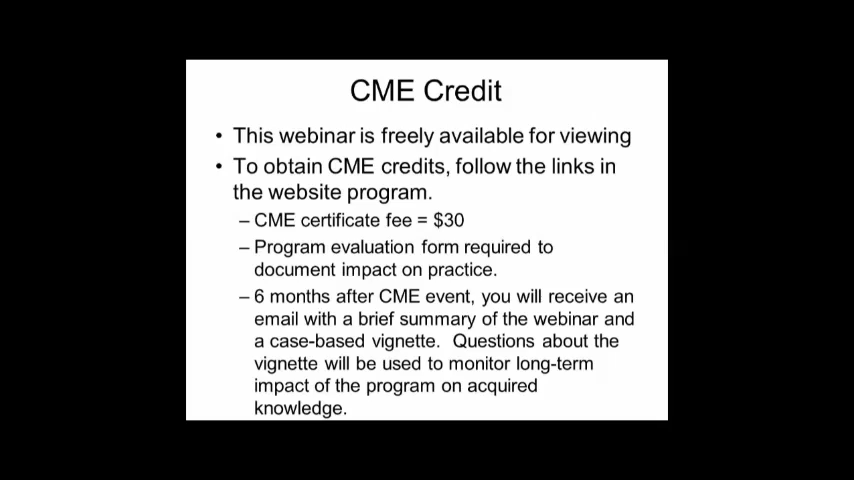 CME Credit
• This webinar is freely available for viewing
• To obtain CME credits, follow the links in
the website program.
– CME certificate fee = $30
– Program evaluation form required to
document impact on practice.
– 6 months after CME event, you will receive an
email with a brief summary of the webinar and
a case-based vignette.  Questions about the
vignette will be used to monitor long-term
impact of the program on acquired
knowledge.